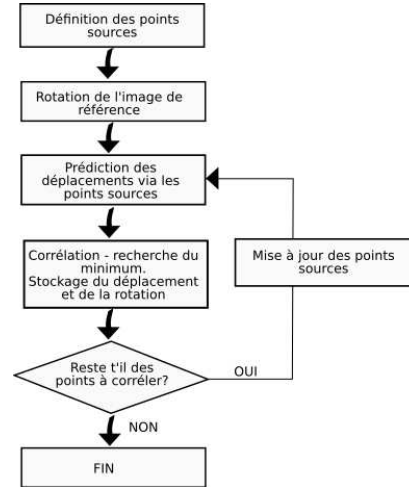 Définition des points
sources
Rotation de l'image de
référence
Prédiction des
déplacements via les
points sources
Corrélation - recherche du
minimum.
Stockage du déplacement
et de la rotation
Mise à jour des points
sources
Reste t'il des
points à corréler?
OUI
NON
FIN